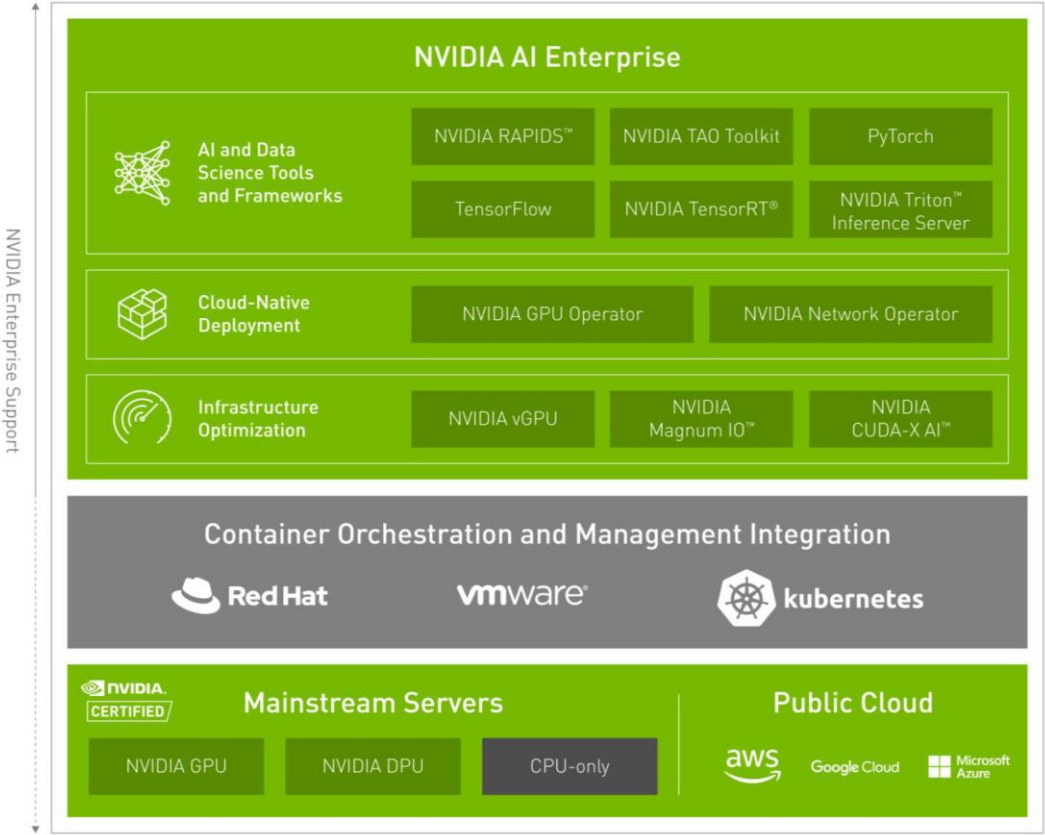 NVIDIA Enterprise Support
NVIDIA AI Enterprise
AI and Data
Science Tools
and Frameworks
NVIDIA RAPIDS™
NVIDIA TAO Toolkit
PyTorch
TensorFlow
NVIDIA TensorRT®
NVIDIA Triton™
Inference Server
Cloud-Native
Deployment
NVIDIA GPU Operator
NVIDIA Network Operator
Infrastructure
Optimization
NVIDIA vGPU
NVIDIA
Magnum IO™
NVIDIA
CUDA-X AI™
Container Orchestration and Management Integration
Red Hat
vmware®
kubernetes
NVIDIA.
CERTIFIED
Mainstream Servers
NVIDIA GPU
NVIDIA DPU
CPU-only
Public Cloud
aws
Google Cloud
Microsoft
Azure